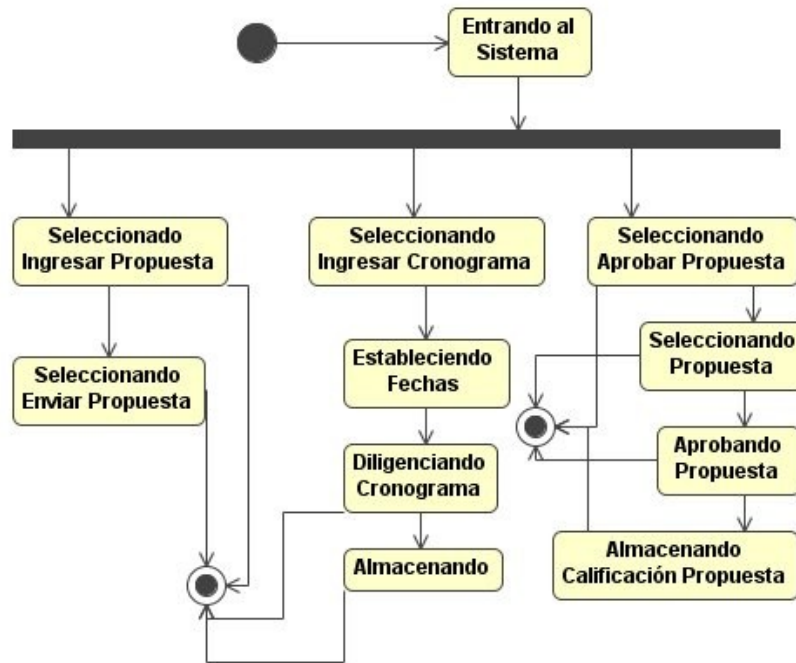 Entrando al
Sistema
Seleccionado
Ingresar Propuesta
Seleccionando
Ingresar Cronograma
Seleccionando
Aprobar Propuesta
Seleccionando
Enviar Propuesta
Estableciendo
Fechas
Seleccionando
Propuesta
Diligenciando
Cronograma
Aprobando
Propuesta
Almacenando
Almacenando
Calificación Propuesta